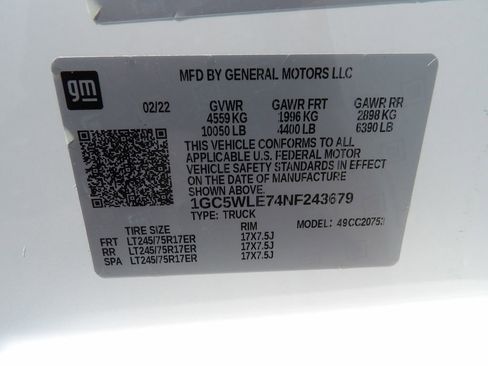 gm
MFD BY GENERAL MOTORS LLC
02/22 GVWR GAWR FRT GAWR RR
4559 KG 1996 KG 2898 KG
10050 LB 4400 LB 6390 LB
THIS VEHICLE CONFORMS TO ALL
APPLICABLE U.S. FEDERAL MOTOR
VEHICLE SAFETY STANDARDS IN EFFECT
ON THE DATE OF MANUFACTURE SHOWN ABOVE.
1GC5WLE74NF243679
TYPE: TRUCK MODEL: 49CC20753
TIRE SIZE RIM
FRT LT245/75R17ER 17X7.5J
RR LT245/75R17ER 17X7.5J
SPA LT245/75R17ER 17X7.5J